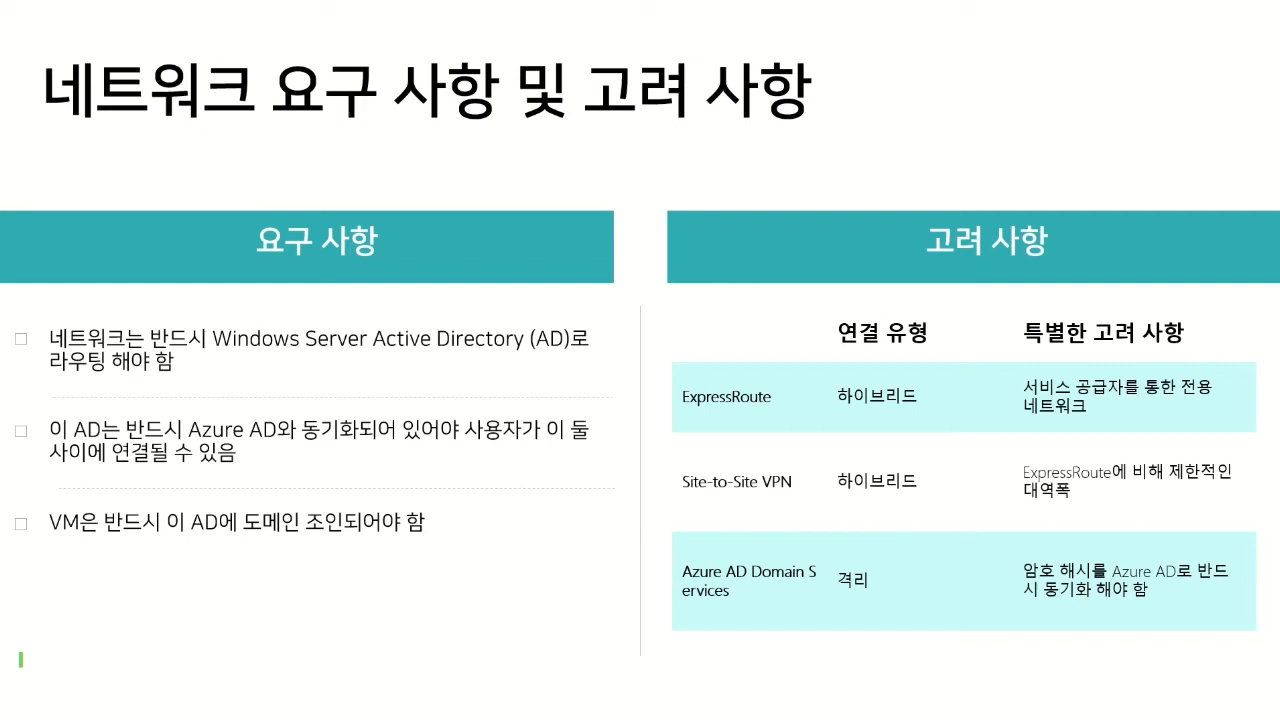 네트워크 요구 사항 및 고려 사항
요구 사항
네트워크는 반드시 Windows Server Active Directory (AD)로
라우팅 해야 함
이 AD는 반드시 Azure AD와 동기화되어 있어야 사용자가 이 둘
사이에 연결될 수 있음
VM은 반드시 이 AD에 도메인 조인되어야 함
고려 사항
연결 유형 특별한 고려 사항
ExpressRoute 하이브리드 서비스 공급자를 통한 전용
네트워크
Site-to-Site VPN 하이브리드 ExpressRoute에 비해 제한적인
대역폭
Azure AD Domain S
ervices
격리
암호 해시를 Azure AD로 반드
시 동기화 해야 함